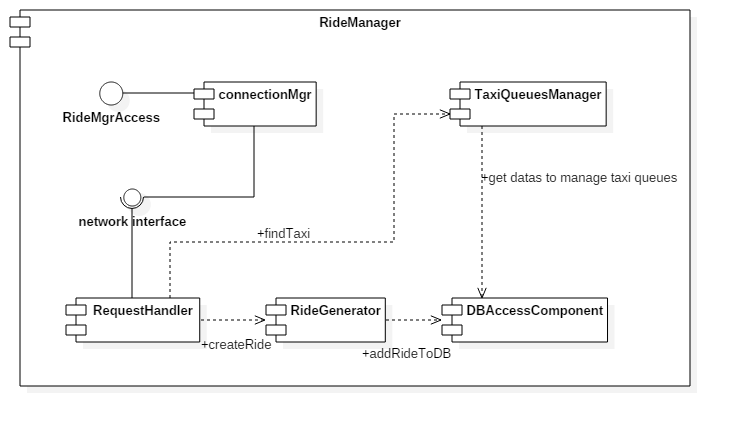 RideManager
connectionMgr
TaxiQueuesManager
RideMgrAccess
+get datas to manage taxi queues
network interface
+findTaxi
RequestHandler
RideGenerator
DBAccessComponent
+createRide
+addRideToDB